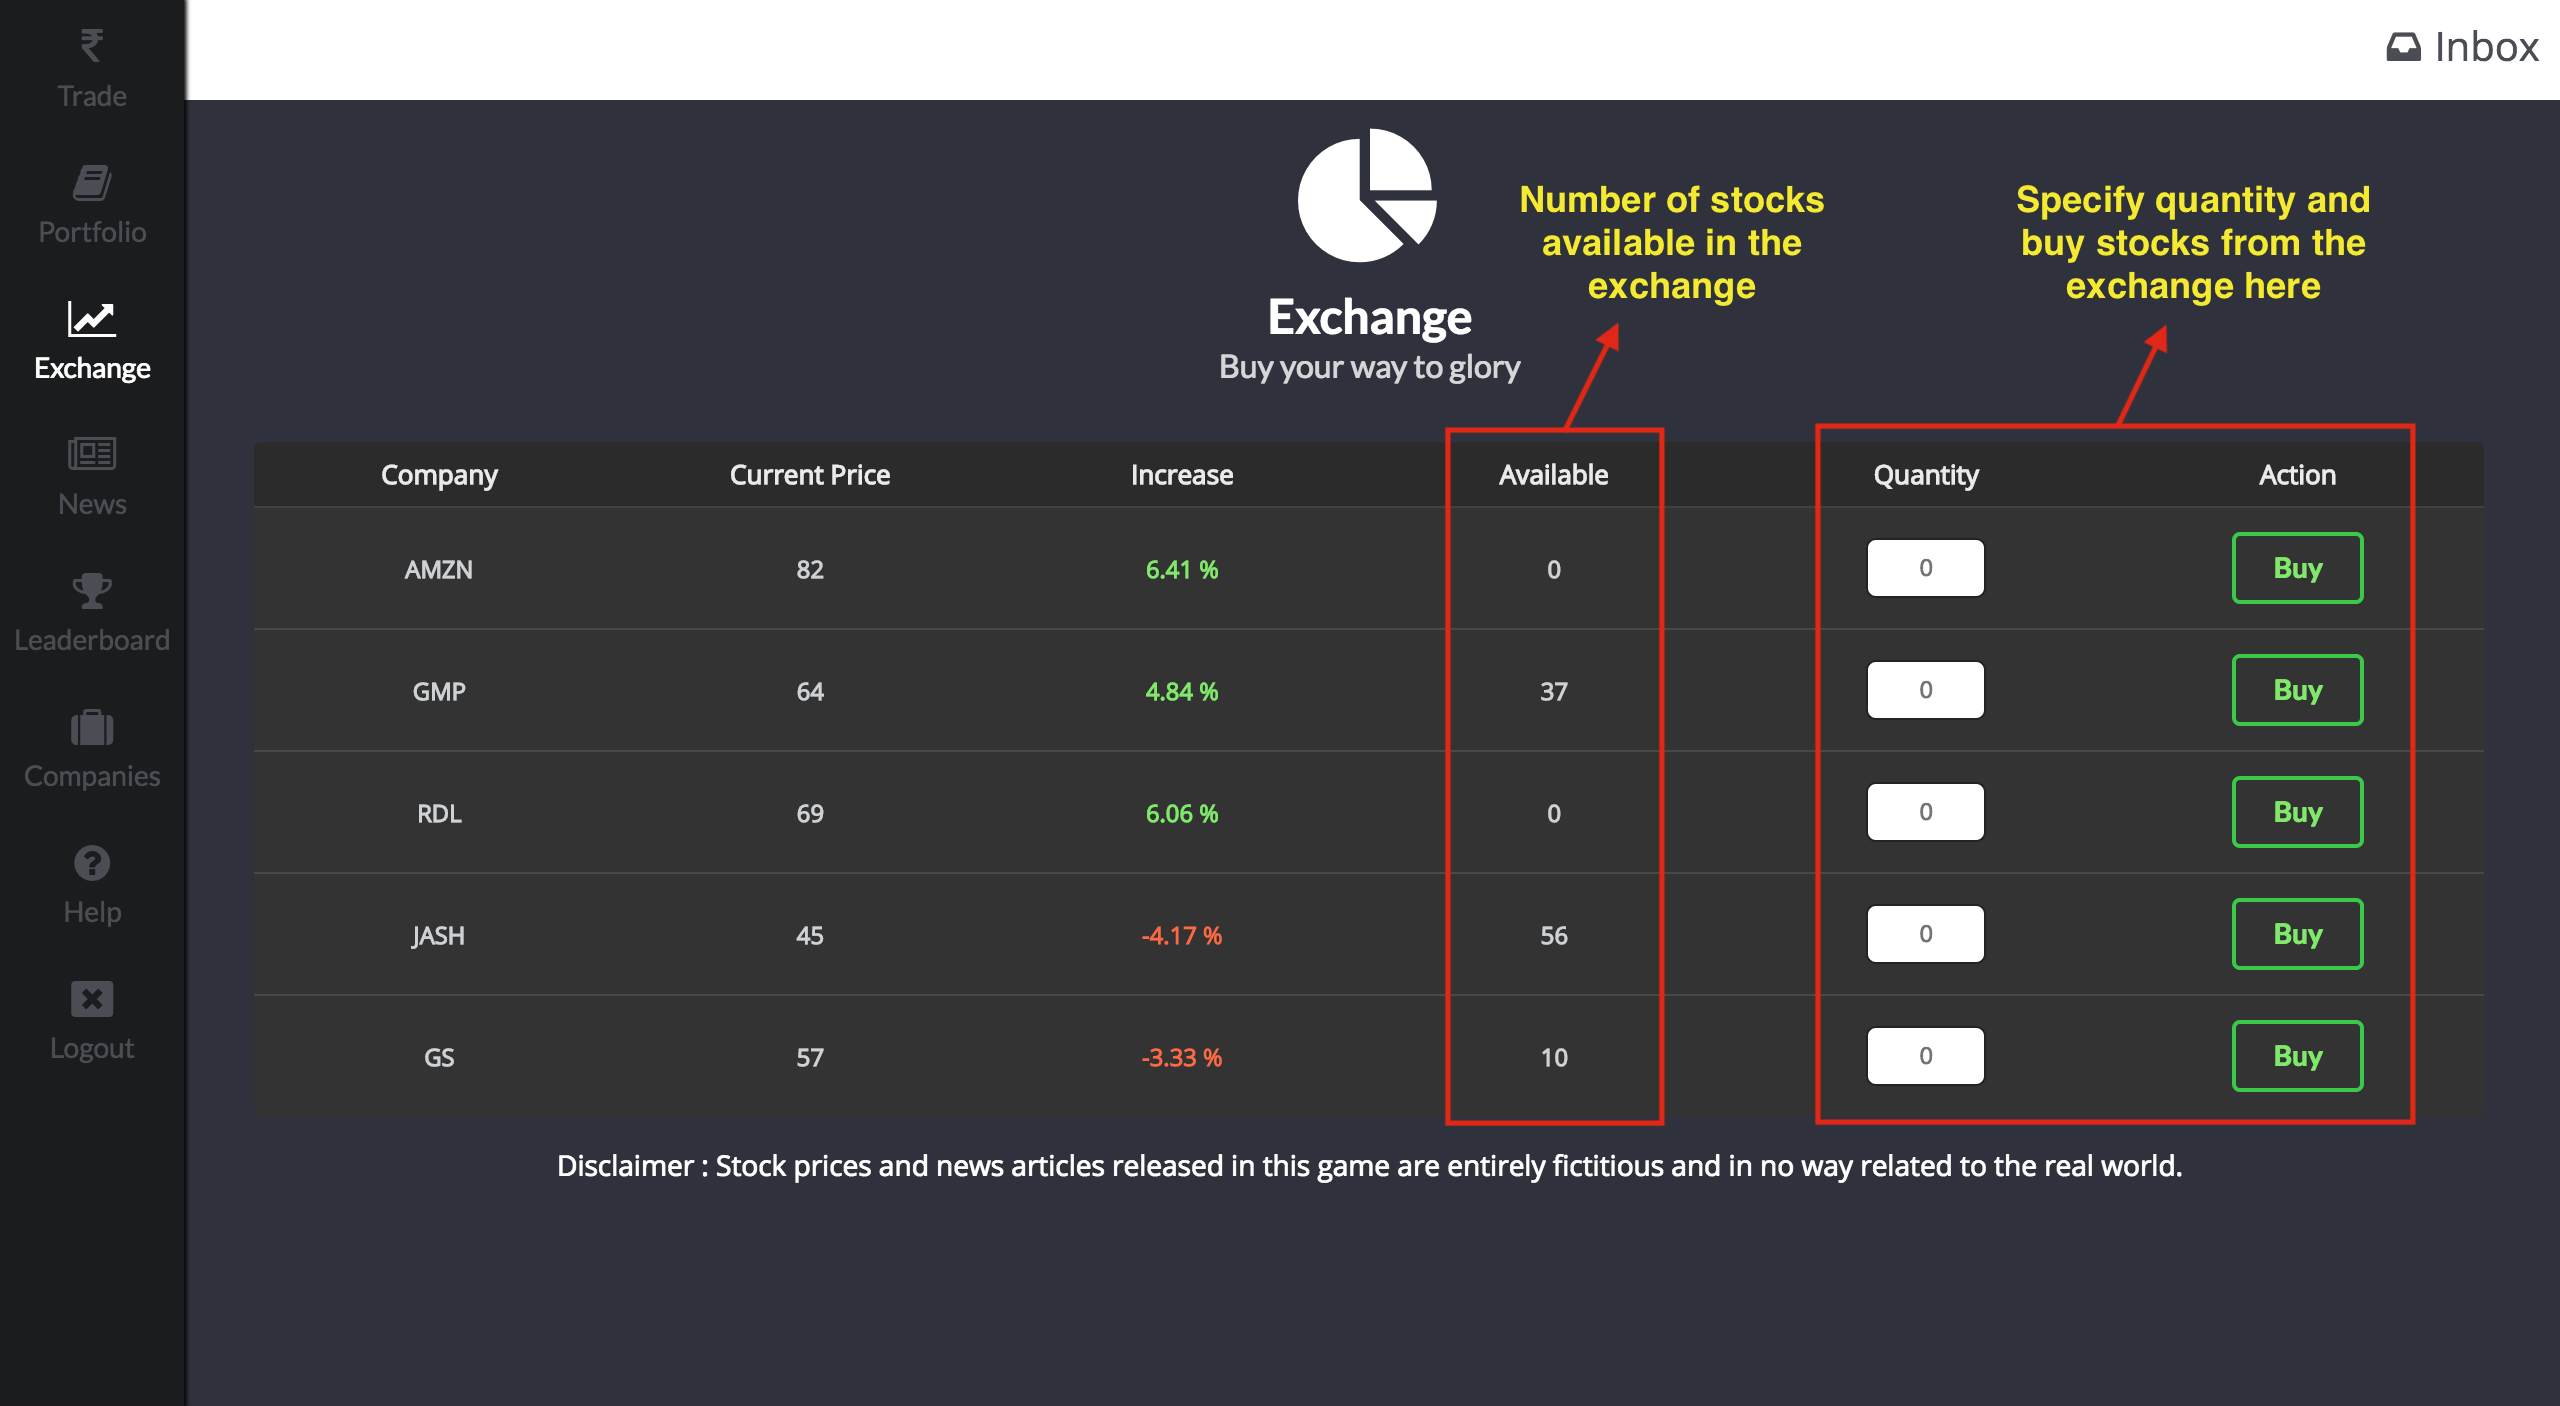 Trade
Portfolio
Exchange
News
Leaderboard
Companies
Help
Logout
Inbox
Number of stocks
available in the
exchange
Specify quantity and
buy stocks from the
exchange here
Exchange
Buy your way to glory
Company Current Price Increase Available Quantity Action
AMZN 82 6.41 % 0 0 Buy
GMP 64 4.84 % 37 0 Buy
RDL 69 6.06 % 0 0 Buy
JASH 45 -4.17 % 56 0 Buy
GS 57 -3.33 % 10 0 Buy
Disclaimer : Stock prices and news articles released in this game are entirely fictitious and in no way related to the real world.